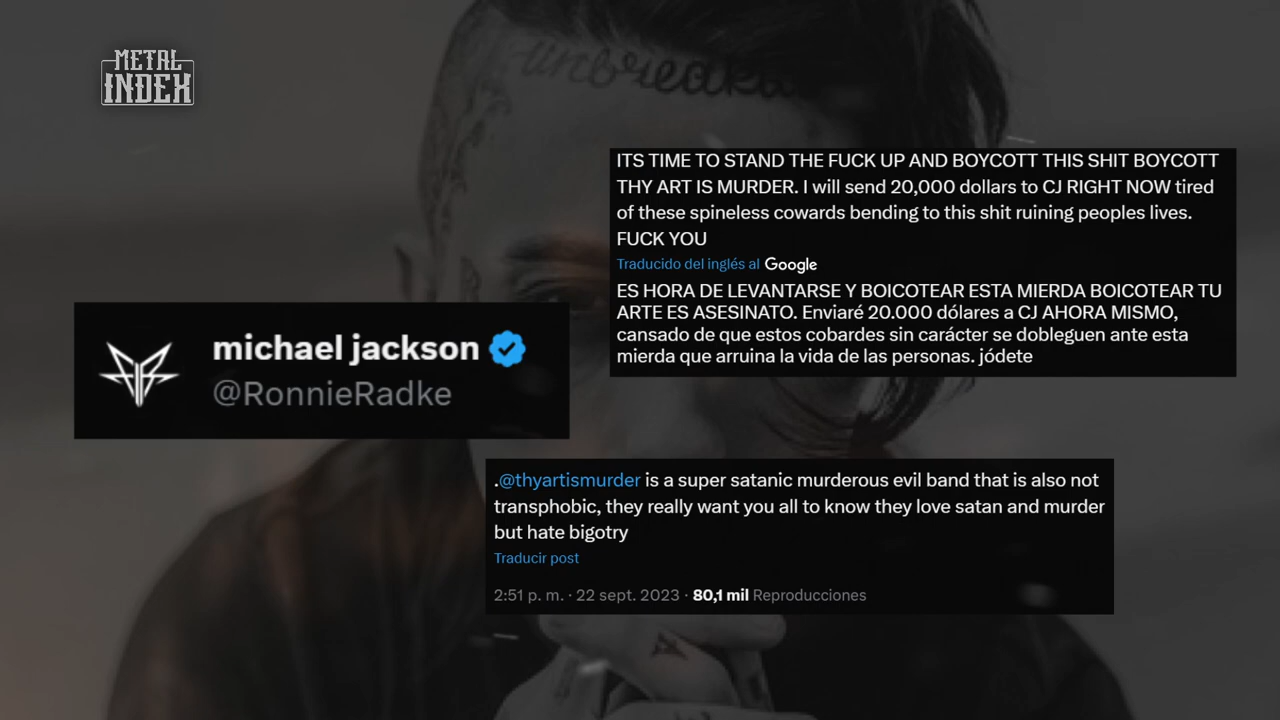 METAL
INDEX
unbreakable
ITS TIME TO STAND THE FUCK UP AND BOYCOTT THIS SHIT BOYCOTT
THY ART IS MURDER. I will send 20,000 dollars to CJ RIGHT NOW tired
of these spineless cowards bending to this shit ruining peoples lives.
FUCK YOU
Traducido del inglés al Google
ES HORA DE LEVANTARSE Y BOICOTEAR ESTA MIERDA BOICOTEAR TU
ARTE ES ASESINATO. Enviaré 20.000 dólares a CJ AHORA MISMO,
cansado de que estos cobardes sin carácter se dobleguen ante esta
mierda que arruina la vida de las personas. jódete
michael jackson
@RonnieRadke
.@thyartismurder is a super satanic murderous evil band that is also not
transphobic, they really want you all to know they love satan and murder
but hate bigotry
Traducir post
2:51 p. m. · 22 sept. 2023 · 80,1 mil Reproducciones